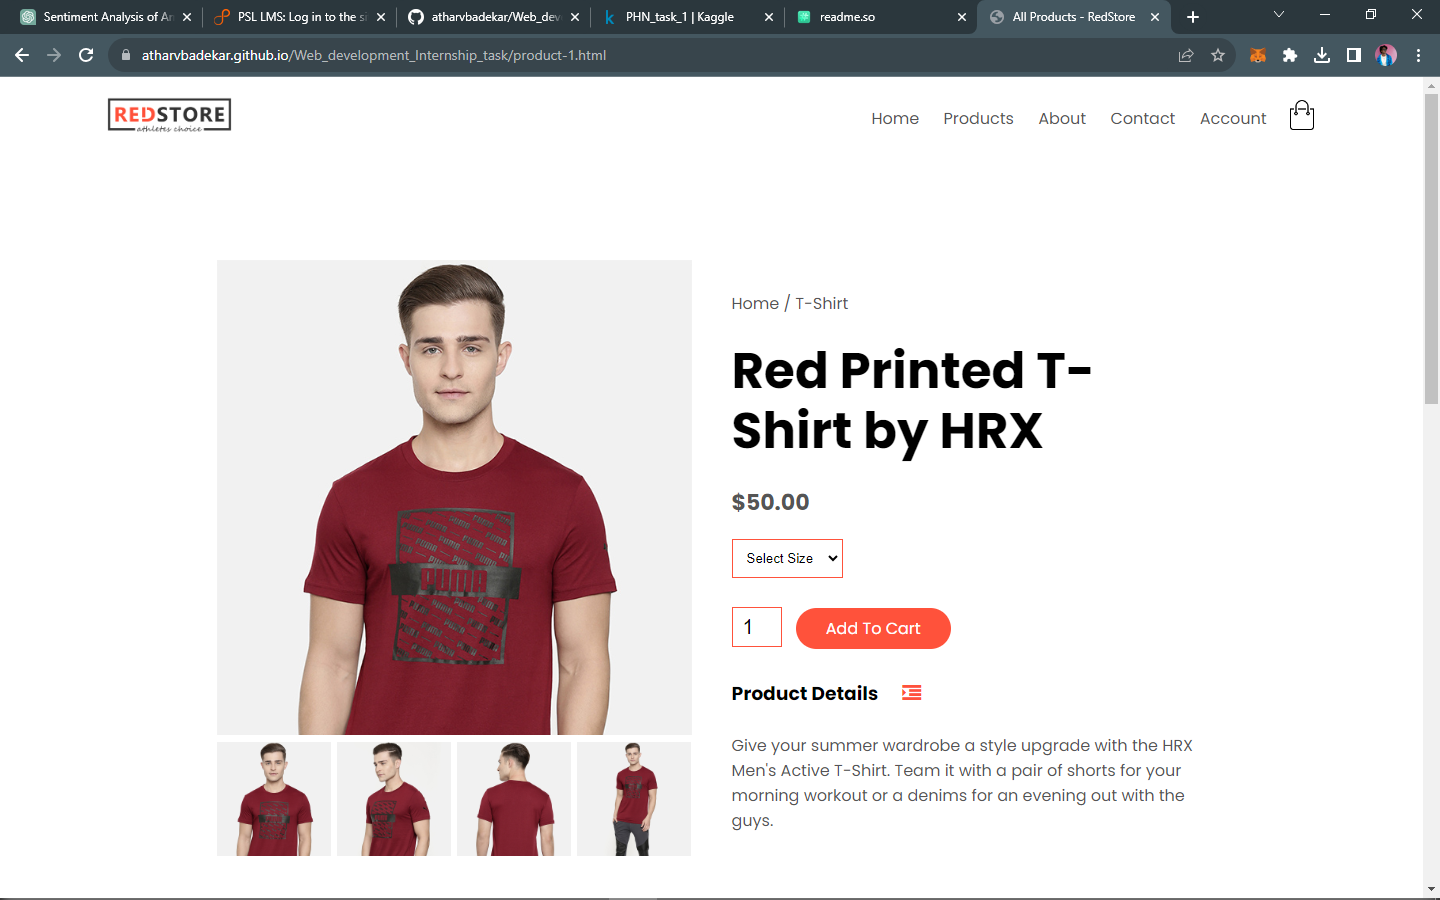 Sentiment Analysis of A
PSL LMS: Log in to the si
atharvbadekar/Web_dev
PHN_task_1 | Kaggle
readme.so
All Products - RedStore
atharvbadekar.github.io/Web_development_Internship_task/product-1.html
REDSTORE
athletes choice
Home Products About Contact Account
Home / T-Shirt
Red Printed T-
Shirt by HRX
$50.00
Select Size
1 Add To Cart
PUMA
Product Details
Give your summer wardrobe a style upgrade with the HRX
Men's Active T-Shirt. Team it with a pair of shorts for your
morning workout or a denims for an evening out with the
guys.